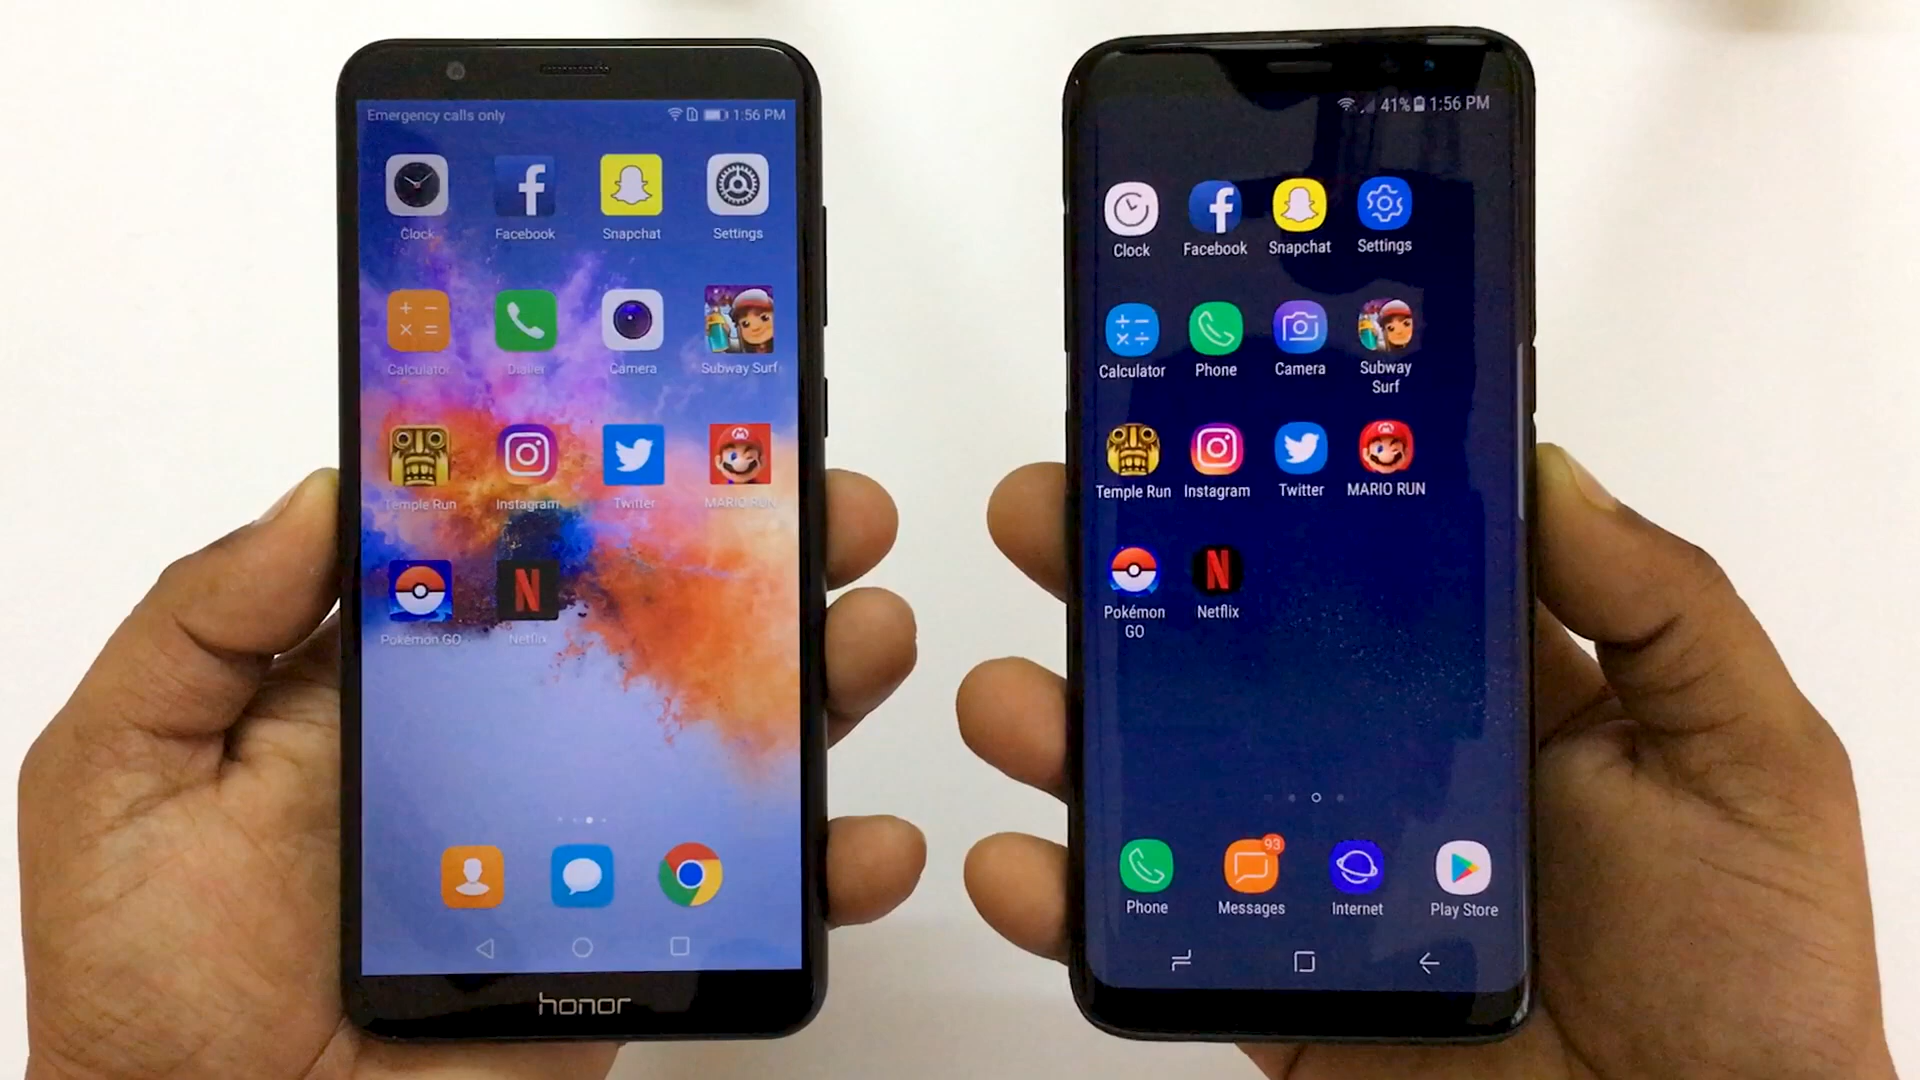 Emergency calls only 1:56 PM
Clock Facebook Snapchat Settings
Calculator Dialler Camera Subway Surf
Temple Run Instagram Twitter MARIO RUN
Pokémon GO Netflix
honor
41% 1:56 PM
Clock Facebook Snapchat Settings
Calculator Phone Camera Subway
Surf
Temple Run Instagram Twitter MARIO RUN
Pokémon Netflix
GO
93
Phone Messages Internet Play Store